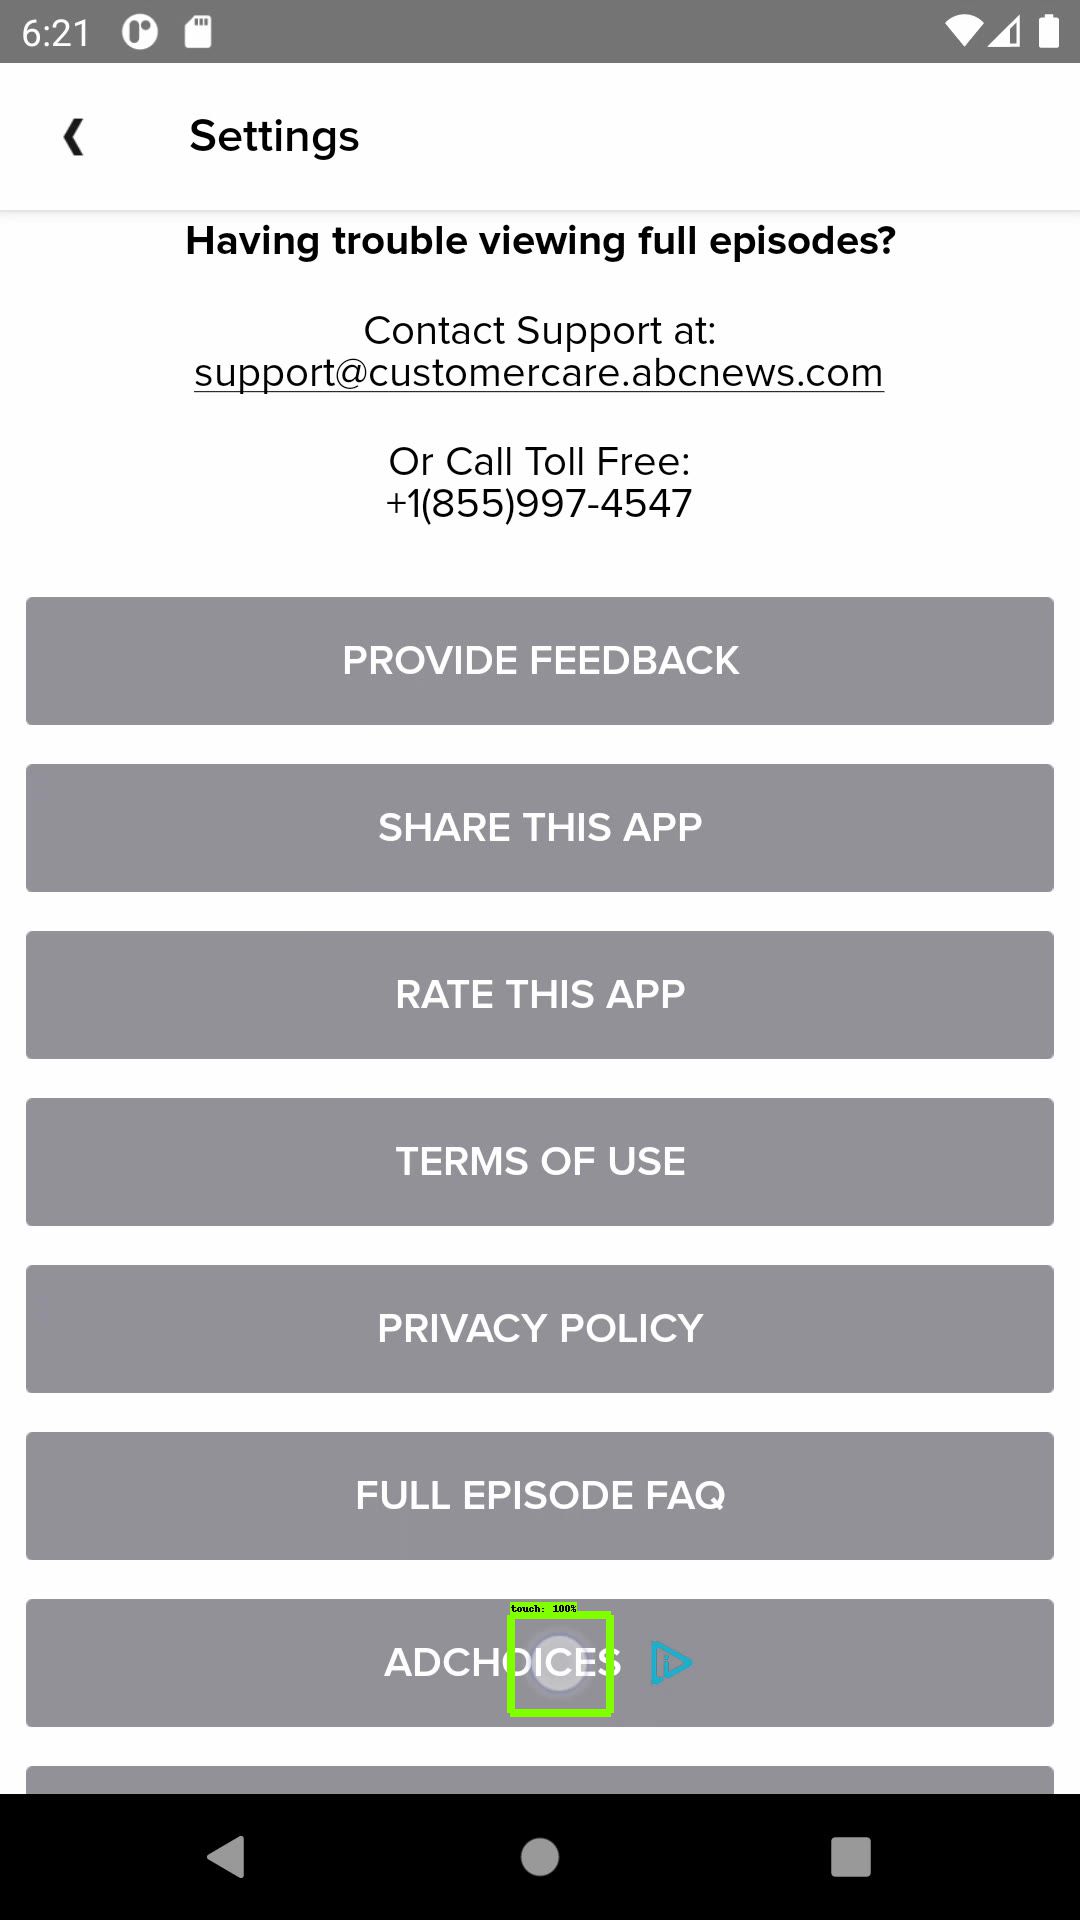 6:21
Settings
Having trouble viewing full episodes?
Contact Support at:
support@customercare.abcnews.com
Or Call Toll Free:
+1(855)997-4547
PROVIDE FEEDBACK
SHARE THIS APP
RATE THIS APP
TERMS OF USE
PRIVACY POLICY
FULL EPISODE FAQ
touch: 100%
ADCHOICES